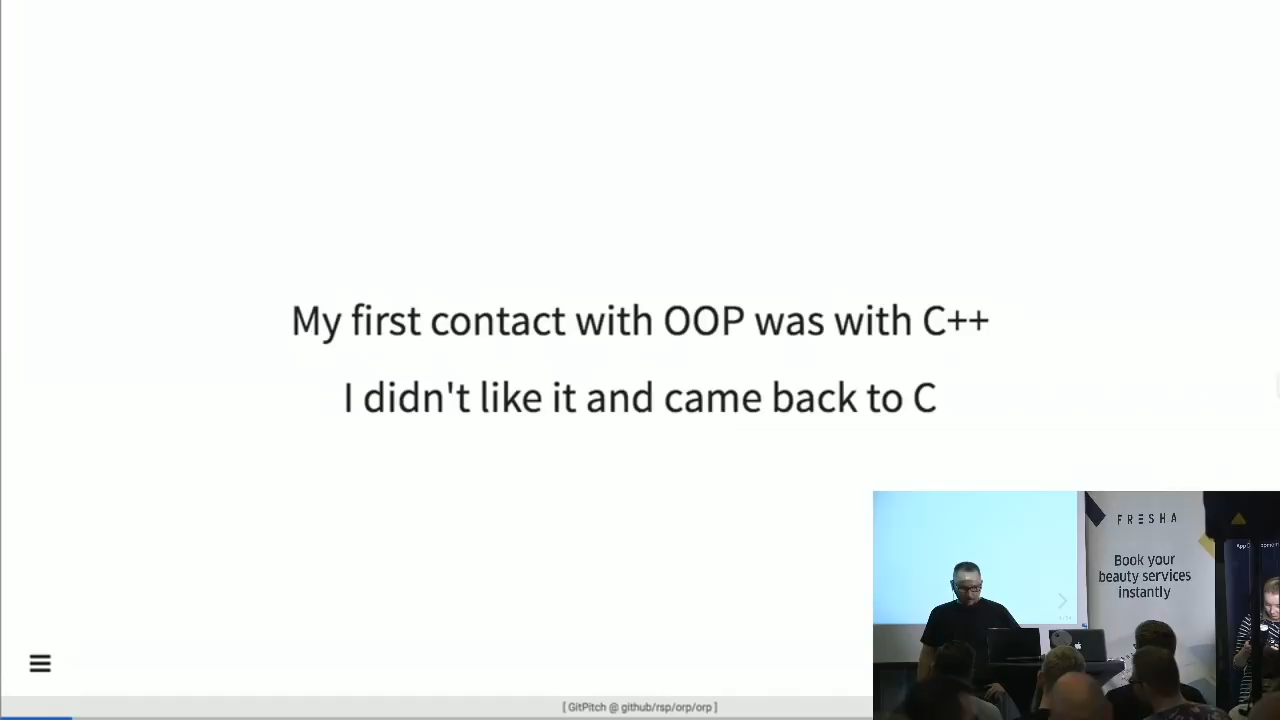 My first contact with OOP was with C++
I didn't like it and came back to C
FRESHA
Book your
beauty services
instantly
[ GitPitch @ github/rsp/orp/orp ]